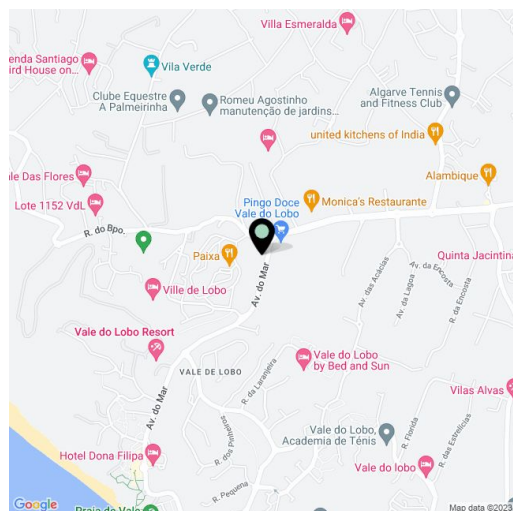 Villa Esmeralda
enda Santiago
ird House on...
Vila Verde
Clube Equestre
A Palmeirinha
Romeu Agostinho
manutenção de jardins...
Algarve Tennis
and Fitness Club
united kitchens of India
ale Das Flores
Alambique
Lote 1152 VdL
Pingo Doce
Vale do Lobo
Monica's Restaurante
R. do Bpo.
Paixa
Quinta Jacintina
Av. da Encosta
Av. do Mar
Av. das Acácias
Av. da Lagoa
R. da Encosta
Ville de Lobo
Vale do Lobo Resort
VALE DE LOBO
Vale do Lobo
by Bed and Sun
R. da Laranjeira
Vilas Alvas
Av. do Mar
R. dos Pinheiros
Vale do Lobo,
Academia de Ténis
R. Florida
R. das Estrelícias
Hotel Dona Filipa
Vale do lobo
R. Pequena
Praia do Vale
Google
Map data ©2023